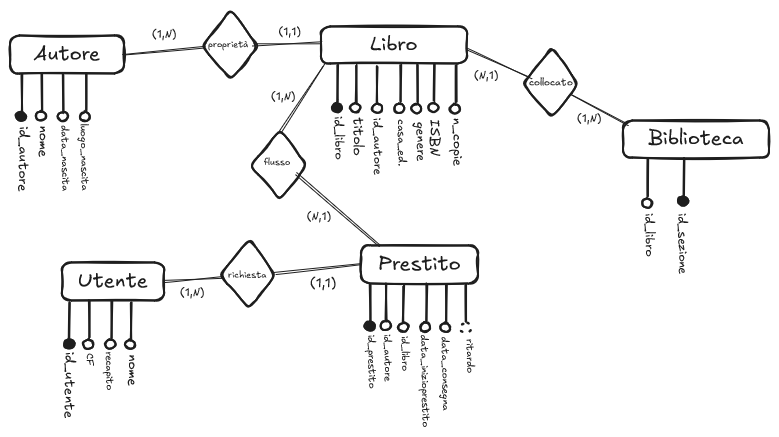 Autore
(1,N)
proprietà
(1,1)
Libro
(N,1)
collocato
(1,N)
Biblioteca
id_autore
nome
data_nascita
luogo_nascita
id_libro
titolo
id_autore
casa_ed.
genere
ISBN
n_copie
id_libro
id_sezione
(1,N)
flusso
(N,1)
Utente
(1,N)
richiesta
(1,1)
Prestito
id_utente
CF
recapito
nome
id_prestito
id_autore
id_libro
data_inizioprestito
data_consegna
ritardo